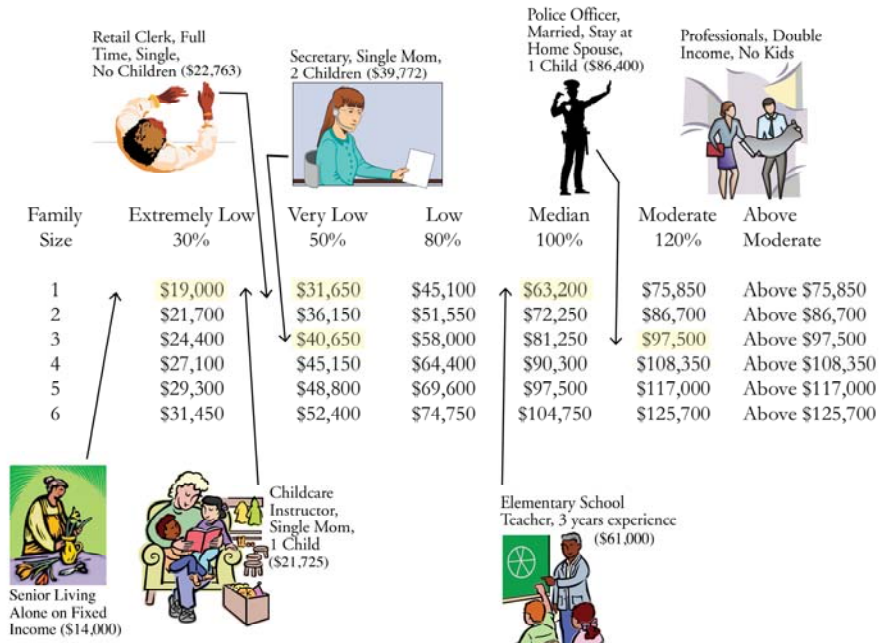 Retail Clerk, Full
Time, Single,
No Children ($22,763)
Secretary, Single Mom,
2 Children ($39,772)
Police Officer,
Married, Stay at
Home Spouse,
1 Child ($86,400)
Professionals, Double
Income, No Kids
Family Size Extremely Low 30% Very Low 50% Low 80% Median 100% Moderate 120% Above Moderate
1 $19,000 $31,650 $45,100 $63,200 $75,850 Above $75,850
2 $21,700 $36,150 $51,550 $72,250 $86,700 Above $86,700
3 $24,400 $40,650 $58,000 $81,250 $97,500 Above $97,500
4 $27,100 $45,150 $64,400 $90,300 $108,350 Above $108,350
5 $29,300 $48,800 $69,600 $97,500 $117,000 Above $117,000
6 $31,450 $52,400 $74,750 $104,750 $125,700 Above $125,700
Senior Living
Alone on Fixed
Income ($14,000)
Childcare
Instructor,
Single Mom,
1 Child
($21,725)
Elementary School
Teacher, 3 years experience
($61,000)